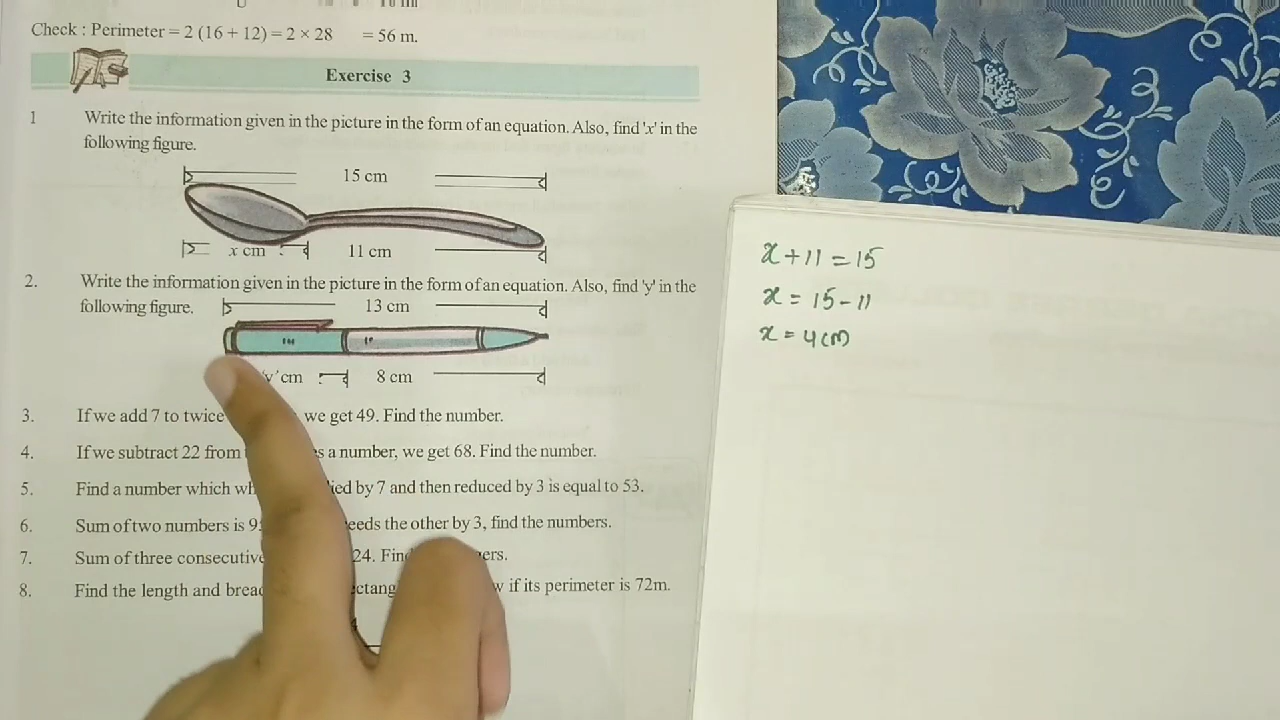 Check : Perimeter = 2 (16 + 12) = 2 × 28 = 56 m.
Exercise 3
1 Write the information given in the picture in the form of an equation. Also, find 'x' in the
following figure.
15 cm
x cm 11 cm
2. Write the information given in the picture in the form of an equation. Also, find 'y' in the
following figure. 13 cm
'y' cm 8 cm
3. If we add 7 to twice we get 49. Find the number.
4. If we subtract 22 from a number, we get 68. Find the number.
5. Find a number which by 7 and then reduced by 3 is equal to 53.
6. Sum of two numbers is the other by 3, find the numbers.
7. Sum of three consecutive 24.
8. Find the length and if its perimeter is 72m.
x + 11 = 15
x = 15 - 11
x = 4 cm